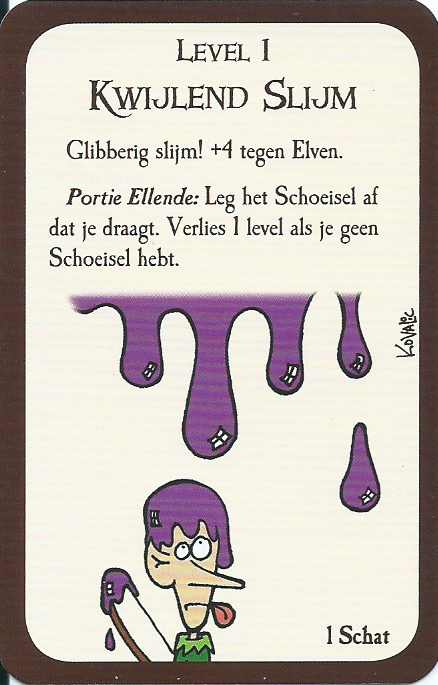 Level 1
Kwijlend Slijm
Glibberig slijm! +4 tegen Elven.
Portie Ellende: Leg het Schoeisel af
dat je draagt. Verlies 1 level als je geen
Schoeisel hebt.
Kovalic
1 Schat